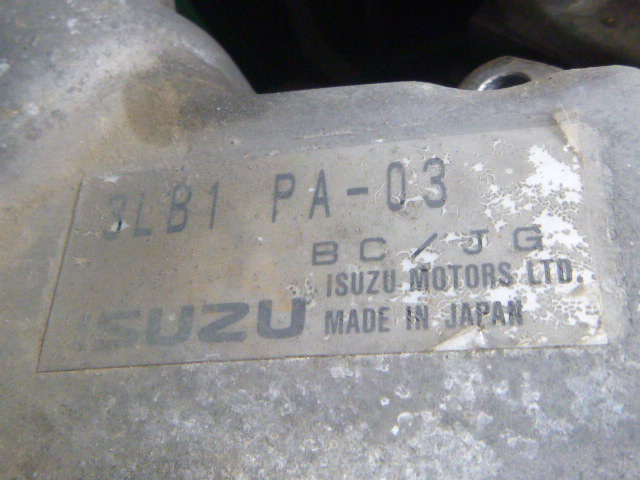 3LB1 PA-03
BC/JG
ISUZU MOTORS LTD.
ISUZU MADE IN JAPAN